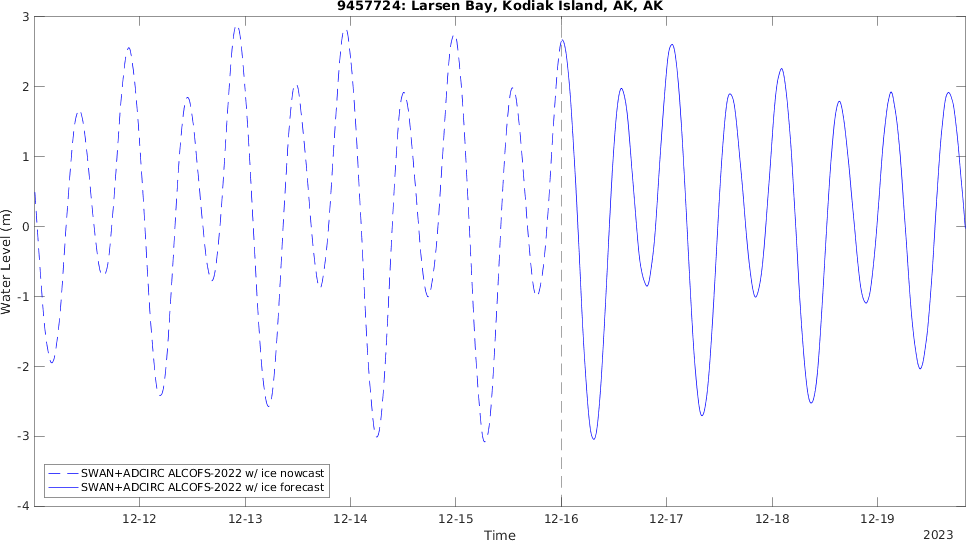 9457724: Larsen Bay, Kodiak Island, AK, AK
Water Level (m)
3
2
1
0
-1
-2
-3
-4
SWAN+ADCIRC ALCOFS-2022 w/ ice nowcast
SWAN+ADCIRC ALCOFS-2022 w/ ice forecast
12-12 12-13 12-14 12-15 12-16 12-17 12-18 12-19
Time
2023